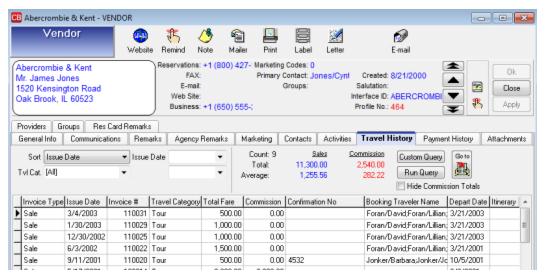 CB Abercrombie & Kent - VENDOR
Vendor
Website Remind Note Mailer Print Label Letter E-mail
Abercrombie & Kent
Mr. James Jones
1520 Kensington Road
Oak Brook, IL 60523
Reservations: +1 (800) 427- Marketing Codes: 0
FAX: Primary Contact: Jones/Cyntl Created: 8/21/2000
E-mail: Groups: Salutation:
Web Site: Interface ID: ABERCROMBI
Business: +1 (650) 555-: Profile No.: 464
Ok
Close
Apply
Providers Groups Res Card Remarks
General Info Communications Remarks Agency Remarks Marketing Contacts Activities Travel History Payment History Attachments
Sort Issue Date Issue Date Count: 9 Sales Commission Custom Query Go to
Tvl Cat. [All] Total: 11,300.00 2,540.00
Average: 1,255.56 282.22 Run Query
Hide Commission Totals
Invoice Type Issue Date Invoice # Travel Category Total Fare Commission Confirmation No Booking Traveler Name Depart Date Itinerary
Sale 3/4/2003 110031 Tour 500.00 0.00 Foran/David;Foran/Lillian; 3/21/2003
Sale 1/30/2003 110029 Tour 1,000.00 0.00 Foran/David;Foran/Lillian; 3/21/2003
Sale 12/30/2002 110025 Tour 1,000.00 0.00 Foran/David;Foran/Lillian; 3/21/2003
Sale 6/3/2002 110022 Tour 1,500.00 0.00 Foran/David;Foran/Lillian; 3/21/2003
Sale 9/11/2001 110020 Tour 500.00 0.00 4532 Jonker/Barbara;Jonker/Jo 10/5/2001